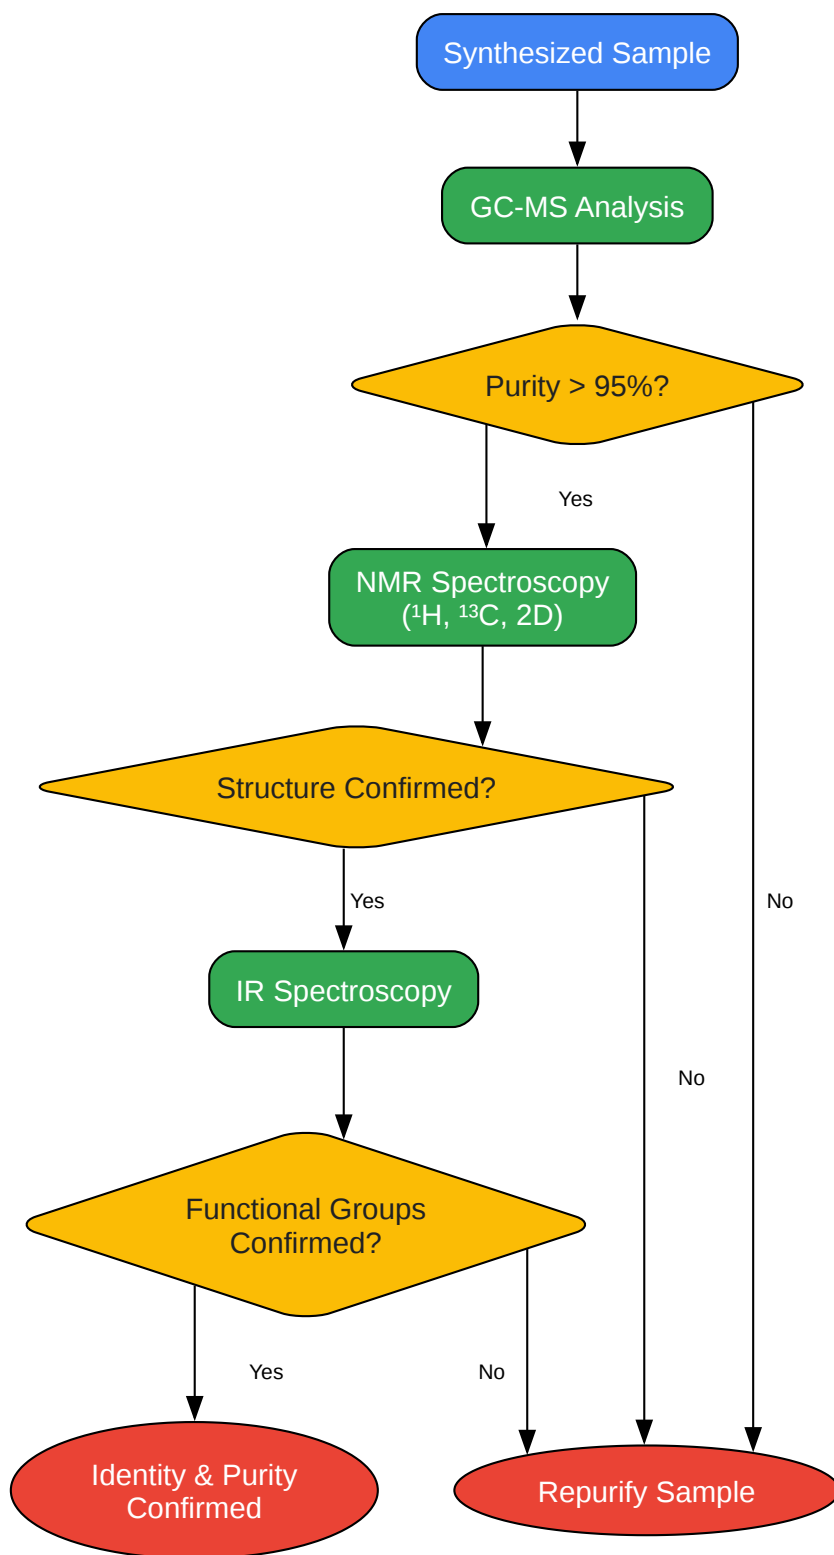 Synthesized Sample
GC-MS Analysis
Purity > 95%?
Yes
NMR Spectroscopy
(¹H, ¹³C, 2D)
Structure Confirmed?
Yes
No
IR Spectroscopy
No
Functional Groups
Confirmed?
Yes
No
Identity & Purity
Confirmed
Repurify Sample